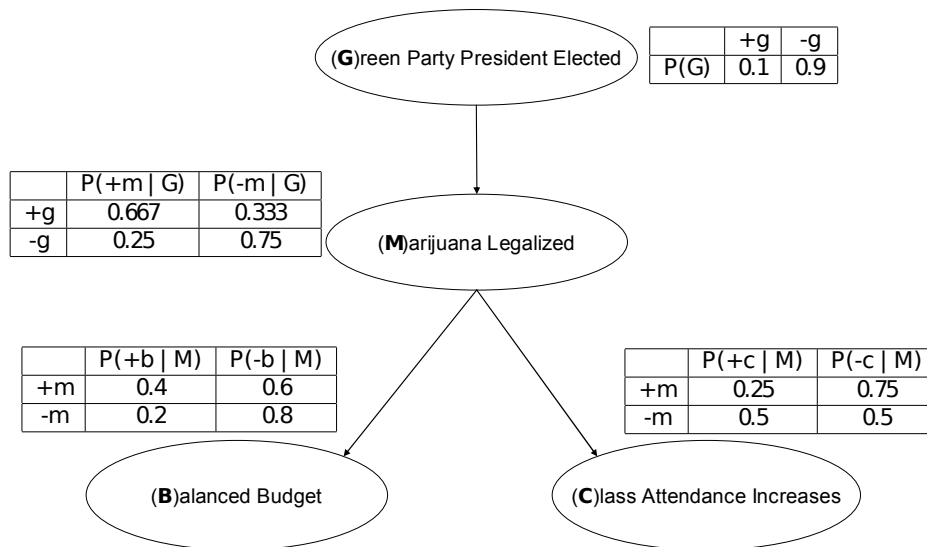 (G)reen Party President Elected
+g -g
P(G) 0.1 0.9
P(+m | G) P(-m | G)
+g 0.667 0.333
-g 0.25 0.75
(M)arijuana Legalized
P(+b | M) P(-b | M)
+m 0.4 0.6
-m 0.2 0.8
P(+c | M) P(-c | M)
+m 0.25 0.75
-m 0.5 0.5
(B)alanced Budget
(C)lass Attendance Increases